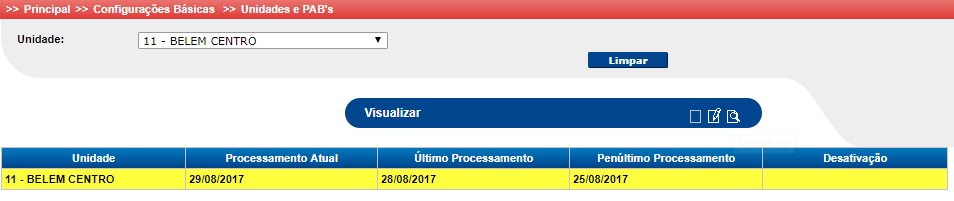 >> Principal >> Configurações Básicas >> Unidades e PAB's
Unidade: 11 - BELEM CENTRO
Limpar
Visualizar
Unidade Processamento Atual Último Processamento Penúltimo Processamento Desativação
11 - BELEM CENTRO 29/08/2017 28/08/2017 25/08/2017